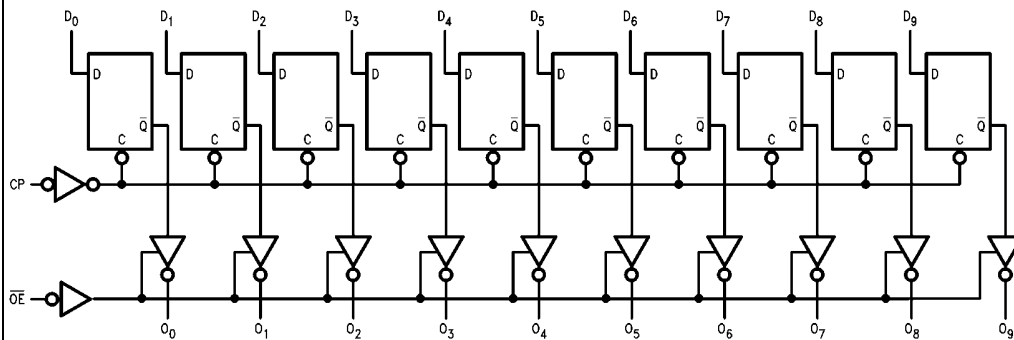 D₀ D₁ D₂ D₃ D₄ D₅ D₆ D₇ D₈ D₉
D D D D D D D D D D
Q̅ Q̅ Q̅ Q̅ Q̅ Q̅ Q̅ Q̅ Q̅ Q̅
C C C C C C C C C C
CP
O̅E̅
O₀ O₁ O₂ O₃ O₄ O₅ O₆ O₇ O₈ O₉